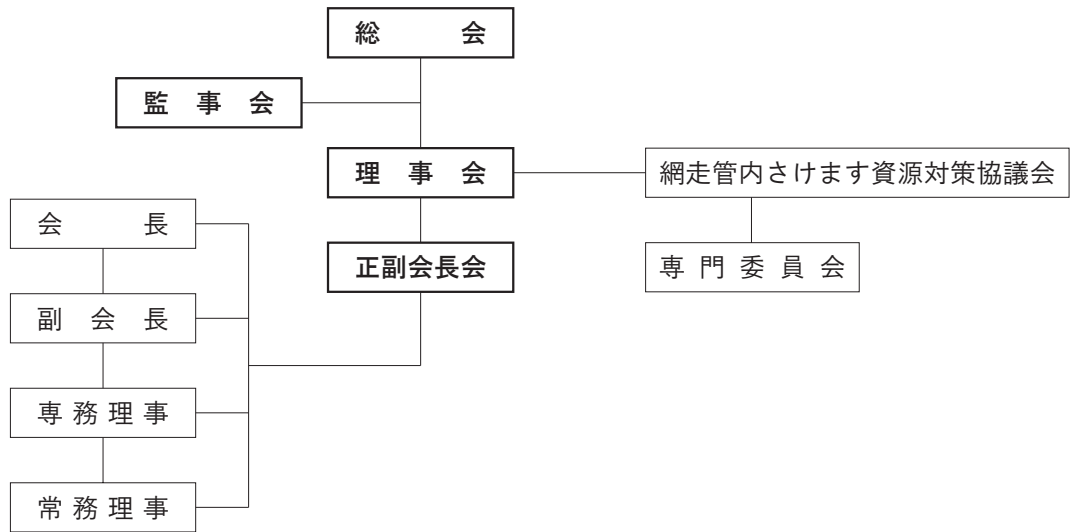 総会
監事会
理事会
網走管内さけます資源対策協議会
会長
正副会長会
専門委員会
副会長
専務理事
常務理事